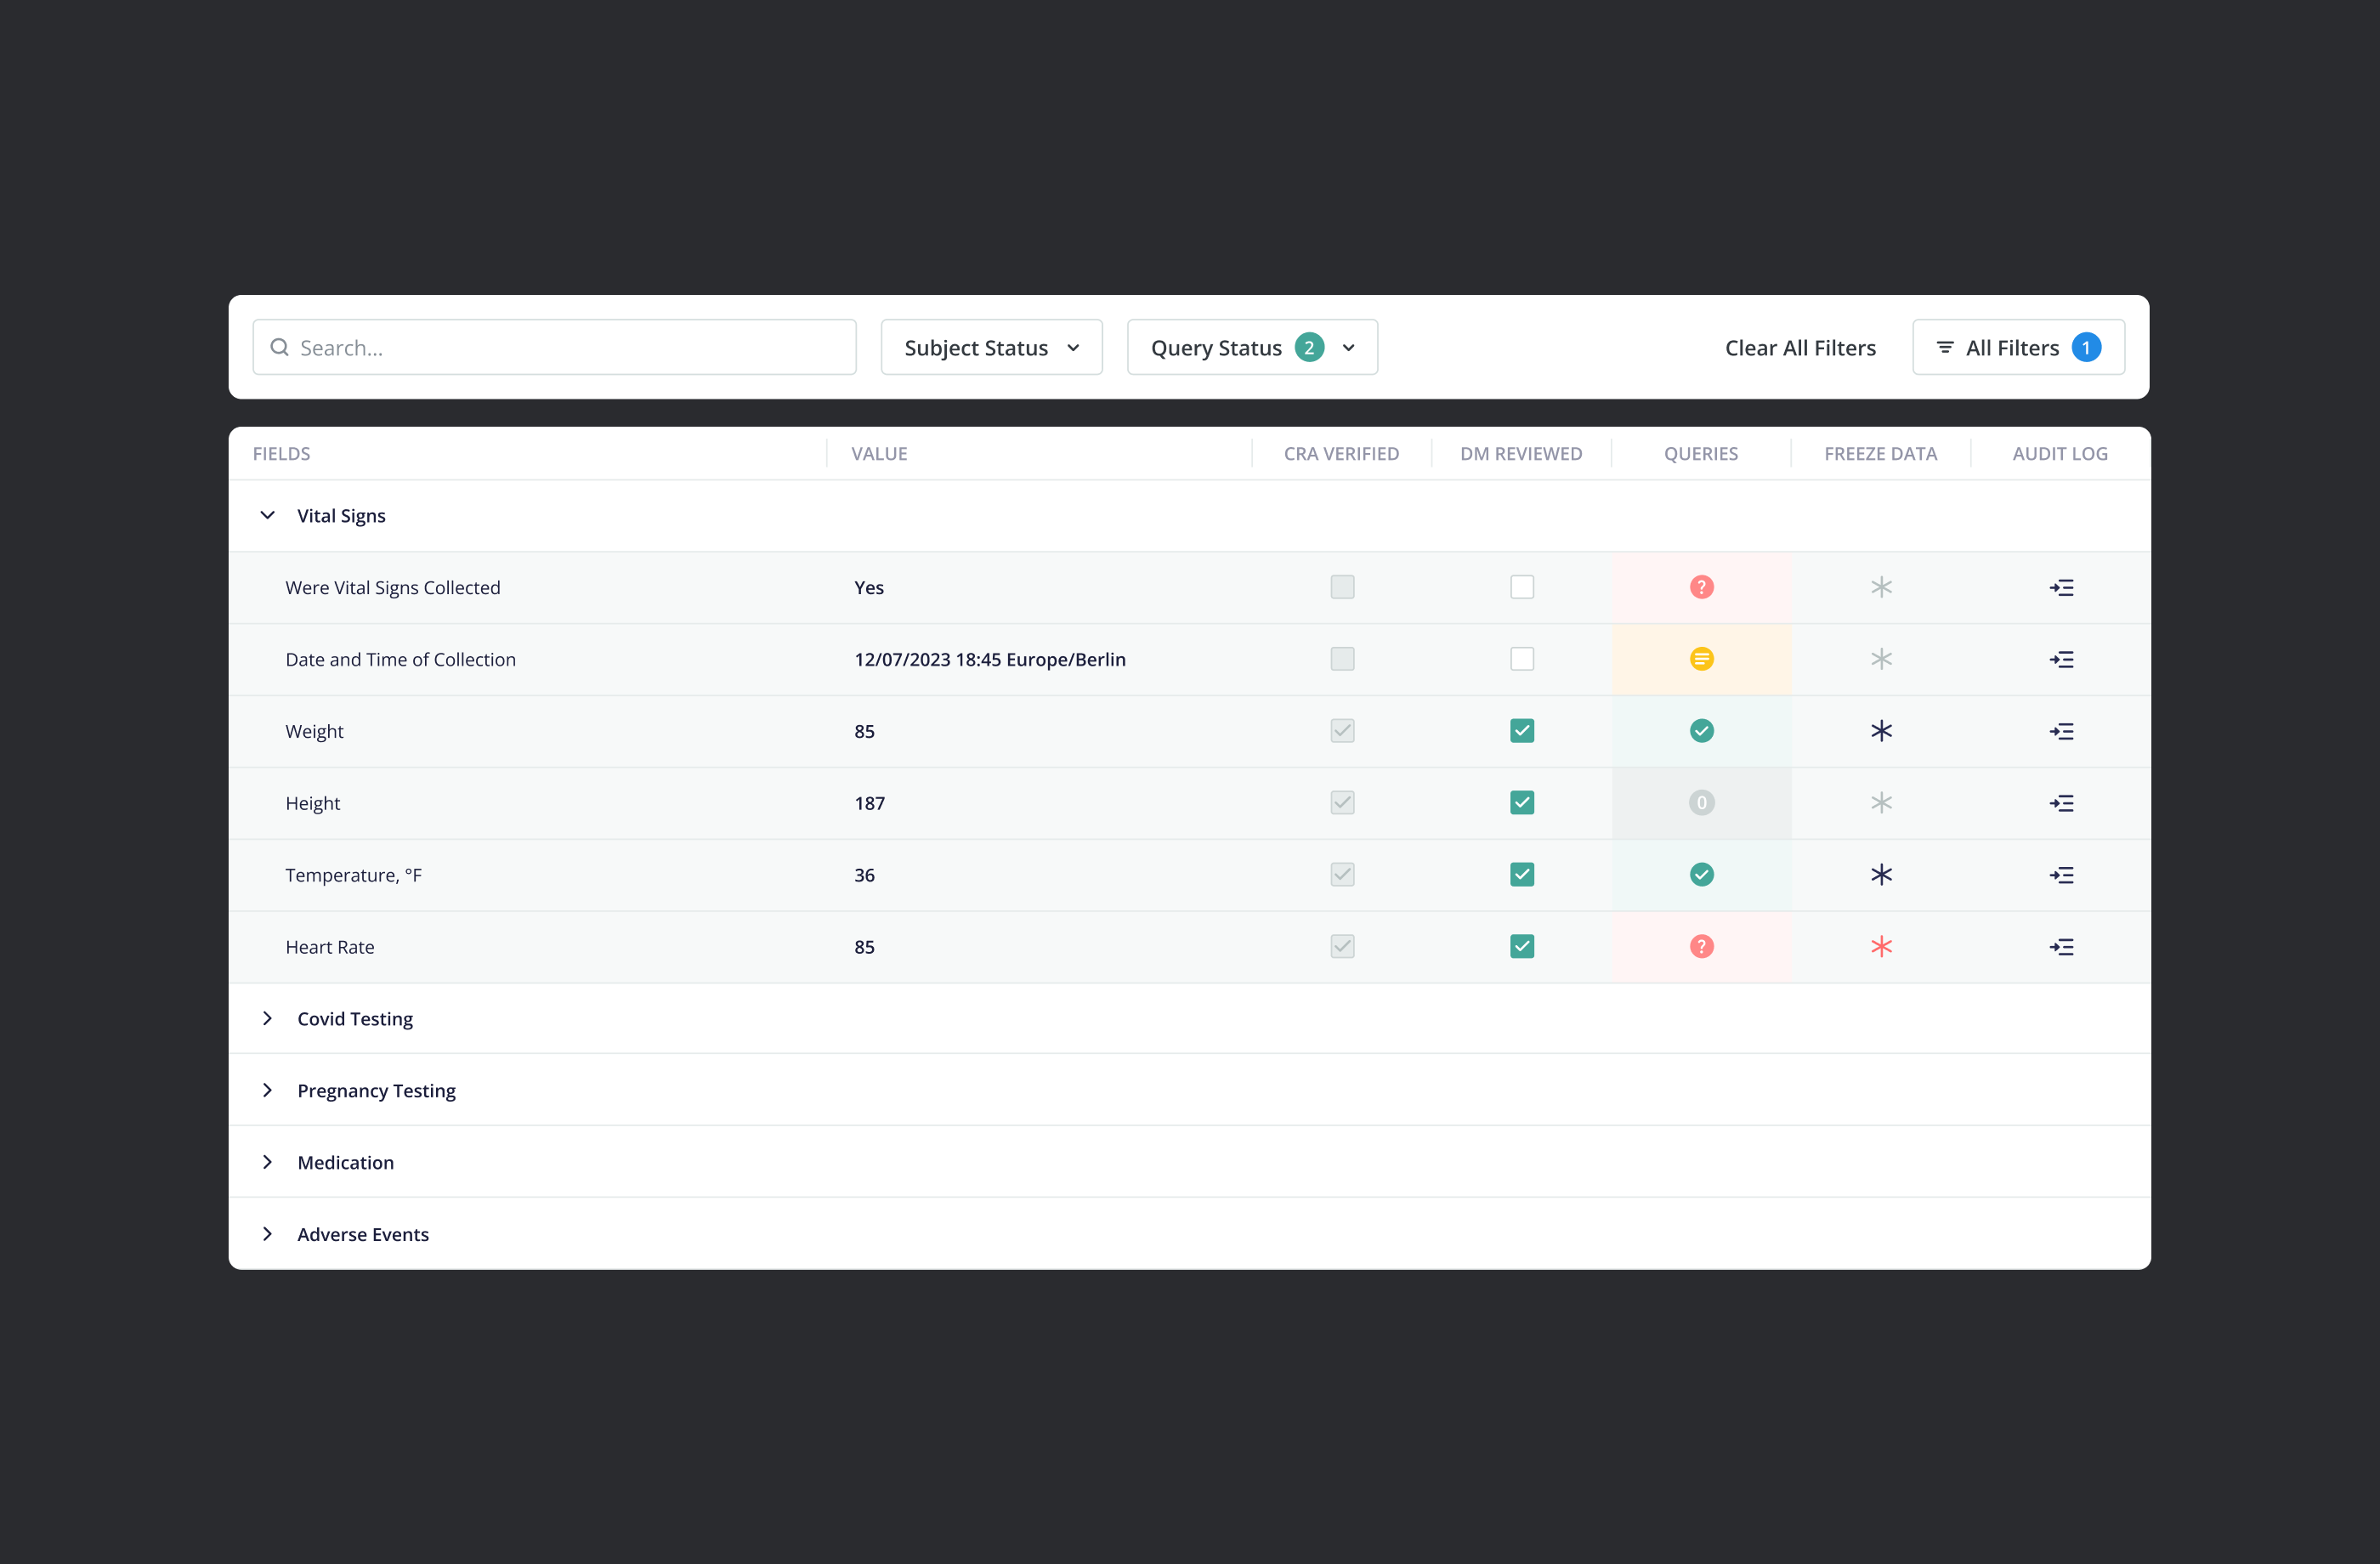 Search...
Subject Status
Query Status 2
Clear All Filters
All Filters 1
FIELDS VALUE CRA VERIFIED DM REVIEWED QUERIES FREEZE DATA AUDIT LOG
Vital Signs
Were Vital Signs Collected Yes ?
Date and Time of Collection 12/07/2023 18:45 Europe/Berlin
Weight 85
Height 187 0
Temperature, °F 36
Heart Rate 85 ?
Covid Testing
Pregnancy Testing
Medication
Adverse Events